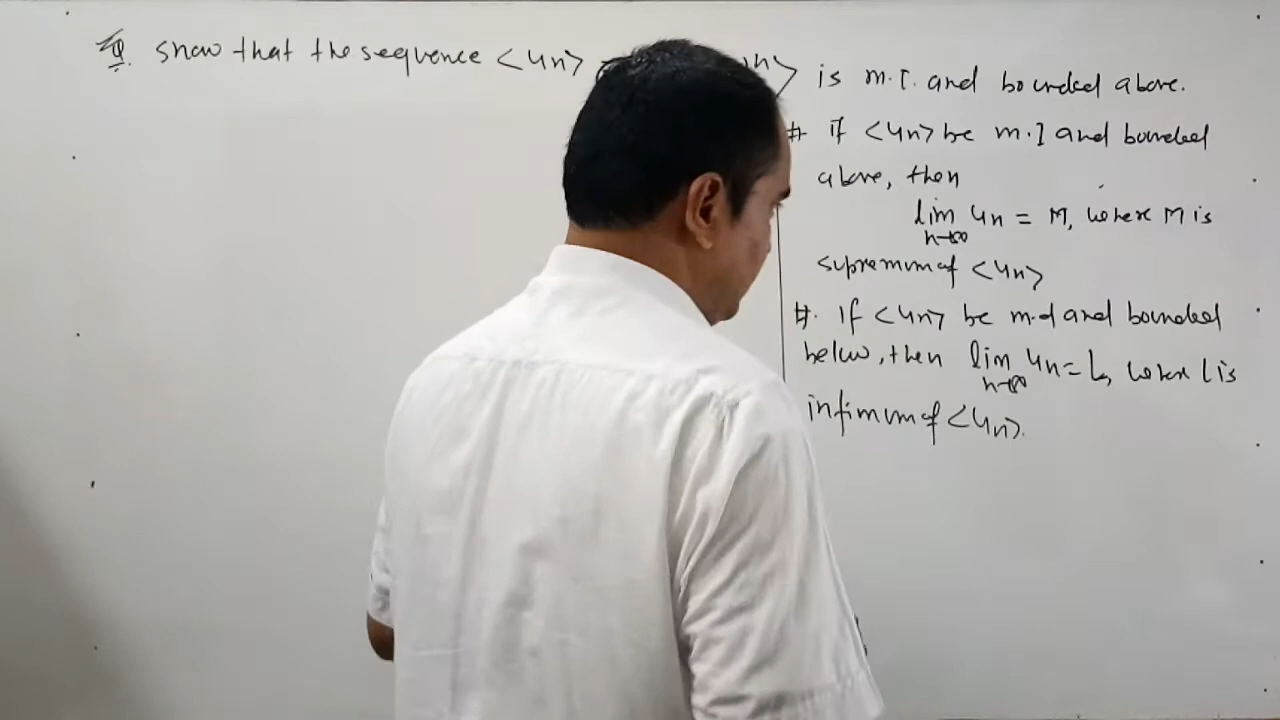 Q. show that the sequence <un> n> is m.I. and bounded above.
# if <un> be m.I and bounded
above, then
lim un = M, where M is
n→∞
supremum of <un>
#. If <un> be m.d and bounded
below, then lim un = l, where l is
n→∞
infimum of <un>.